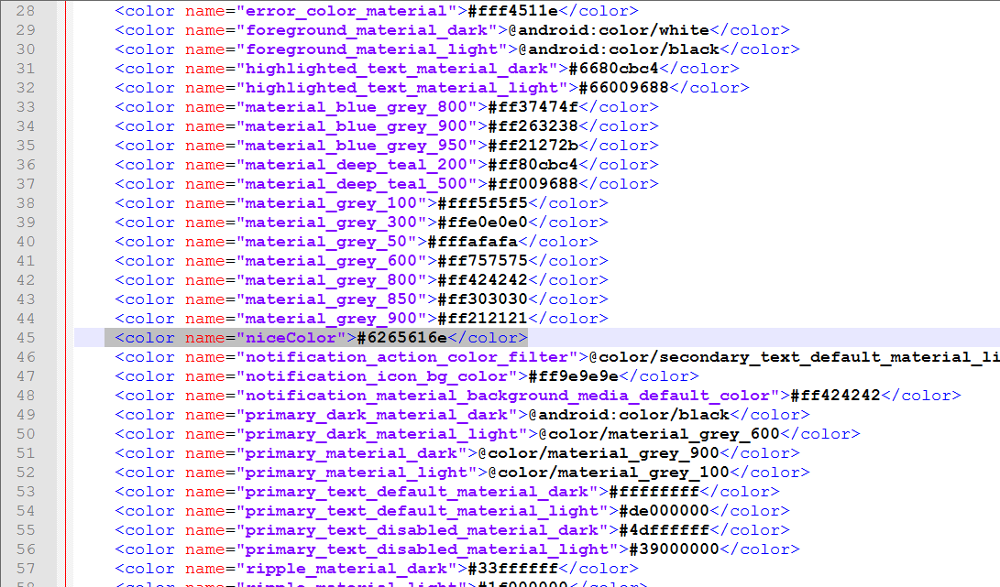 28 <color name="error_color_material">#fff4511e</color>
29 <color name="foreground_material_dark">@android:color/white</color>
30 <color name="foreground_material_light">@android:color/black</color>
31 <color name="highlighted_text_material_dark">#6680cbc4</color>
32 <color name="highlighted_text_material_light">#66009688</color>
33 <color name="material_blue_grey_800">#ff37474f</color>
34 <color name="material_blue_grey_900">#ff263238</color>
35 <color name="material_blue_grey_950">#ff21272b</color>
36 <color name="material_deep_teal_200">#ff80cbc4</color>
37 <color name="material_deep_teal_500">#ff009688</color>
38 <color name="material_grey_100">#fff5f5f5</color>
39 <color name="material_grey_300">#ffe0e0e0</color>
40 <color name="material_grey_50">#fffafafa</color>
41 <color name="material_grey_600">#ff757575</color>
42 <color name="material_grey_800">#ff424242</color>
43 <color name="material_grey_850">#ff303030</color>
44 <color name="material_grey_900">#ff212121</color>
45 <color name="niceColor">#6265616e</color>
46 <color name="notification_action_color_filter">@color/secondary_text_default_material_li
47 <color name="notification_icon_bg_color">#ff9e9e9e</color>
48 <color name="notification_material_background_media_default_color">#ff424242</color>
49 <color name="primary_dark_material_dark">@android:color/black</color>
50 <color name="primary_dark_material_light">@color/material_grey_600</color>
51 <color name="primary_material_dark">@color/material_grey_900</color>
52 <color name="primary_material_light">@color/material_grey_100</color>
53 <color name="primary_text_default_material_dark">#ffffffff</color>
54 <color name="primary_text_default_material_light">#de000000</color>
55 <color name="primary_text_disabled_material_dark">#4dffffff</color>
56 <color name="primary_text_disabled_material_light">#39000000</color>
57 <color name="ripple_material_dark">#33ffffff</color>
58 <color name="ripple_material_light">#1f000000</color>